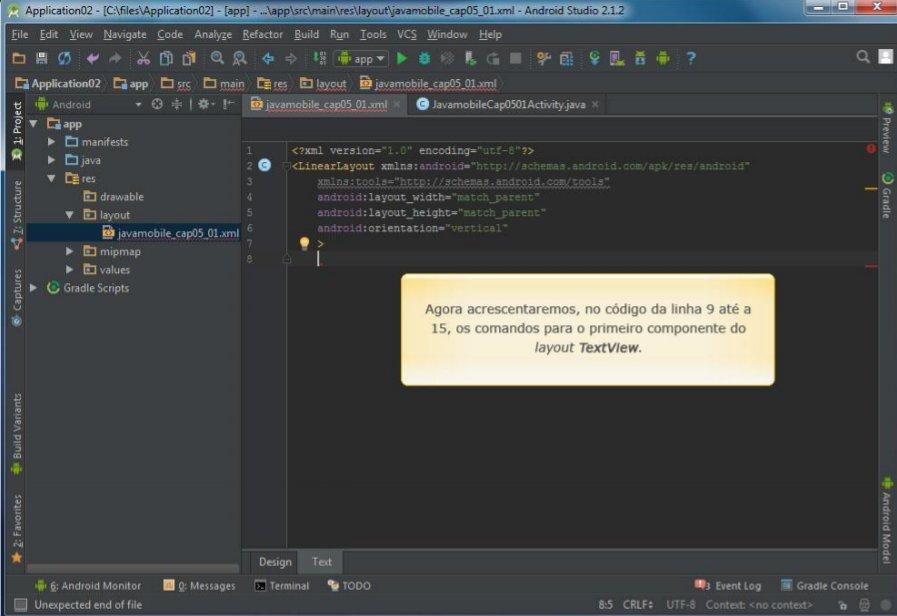 Application02 - [C:\files\Application02] - [app] - ...\app\src\main\res\layout\javamobile_cap05_01.xml - Android Studio 2.1.2
File Edit View Navigate Code Analyze Refactor Build Run Tools VCS Window Help
app
Application02 app src main res layout javamobile_cap05_01.xml
Android
javamobile_cap05_01.xml JavamobileCap0501Activity.java
1: Project
Z: Structure
Captures
Build Variants
2: Favorites
app
manifests
java
res
drawable
layout
javamobile_cap05_01.xml
mipmap
values
Gradle Scripts
1 <?xml version="1.0" encoding="utf-8"?>
2 <LinearLayout xmlns:android="http://schemas.android.com/apk/res/android"
3 xmlns:tools="http://schemas.android.com/tools"
4 android:layout_width="match_parent"
5 android:layout_height="match_parent"
6 android:orientation="vertical"
7 >
8
Agora acrescentaremos, no código da linha 9 até a
15, os comandos para o primeiro componente do
layout TextView.
Preview
Gradle
Android Model
Design Text
6: Android Monitor 0: Messages Terminal TODO 3 Event Log Gradle Console
Unexpected end of file 8:5 CRLF UTF-8 Context: <no context>